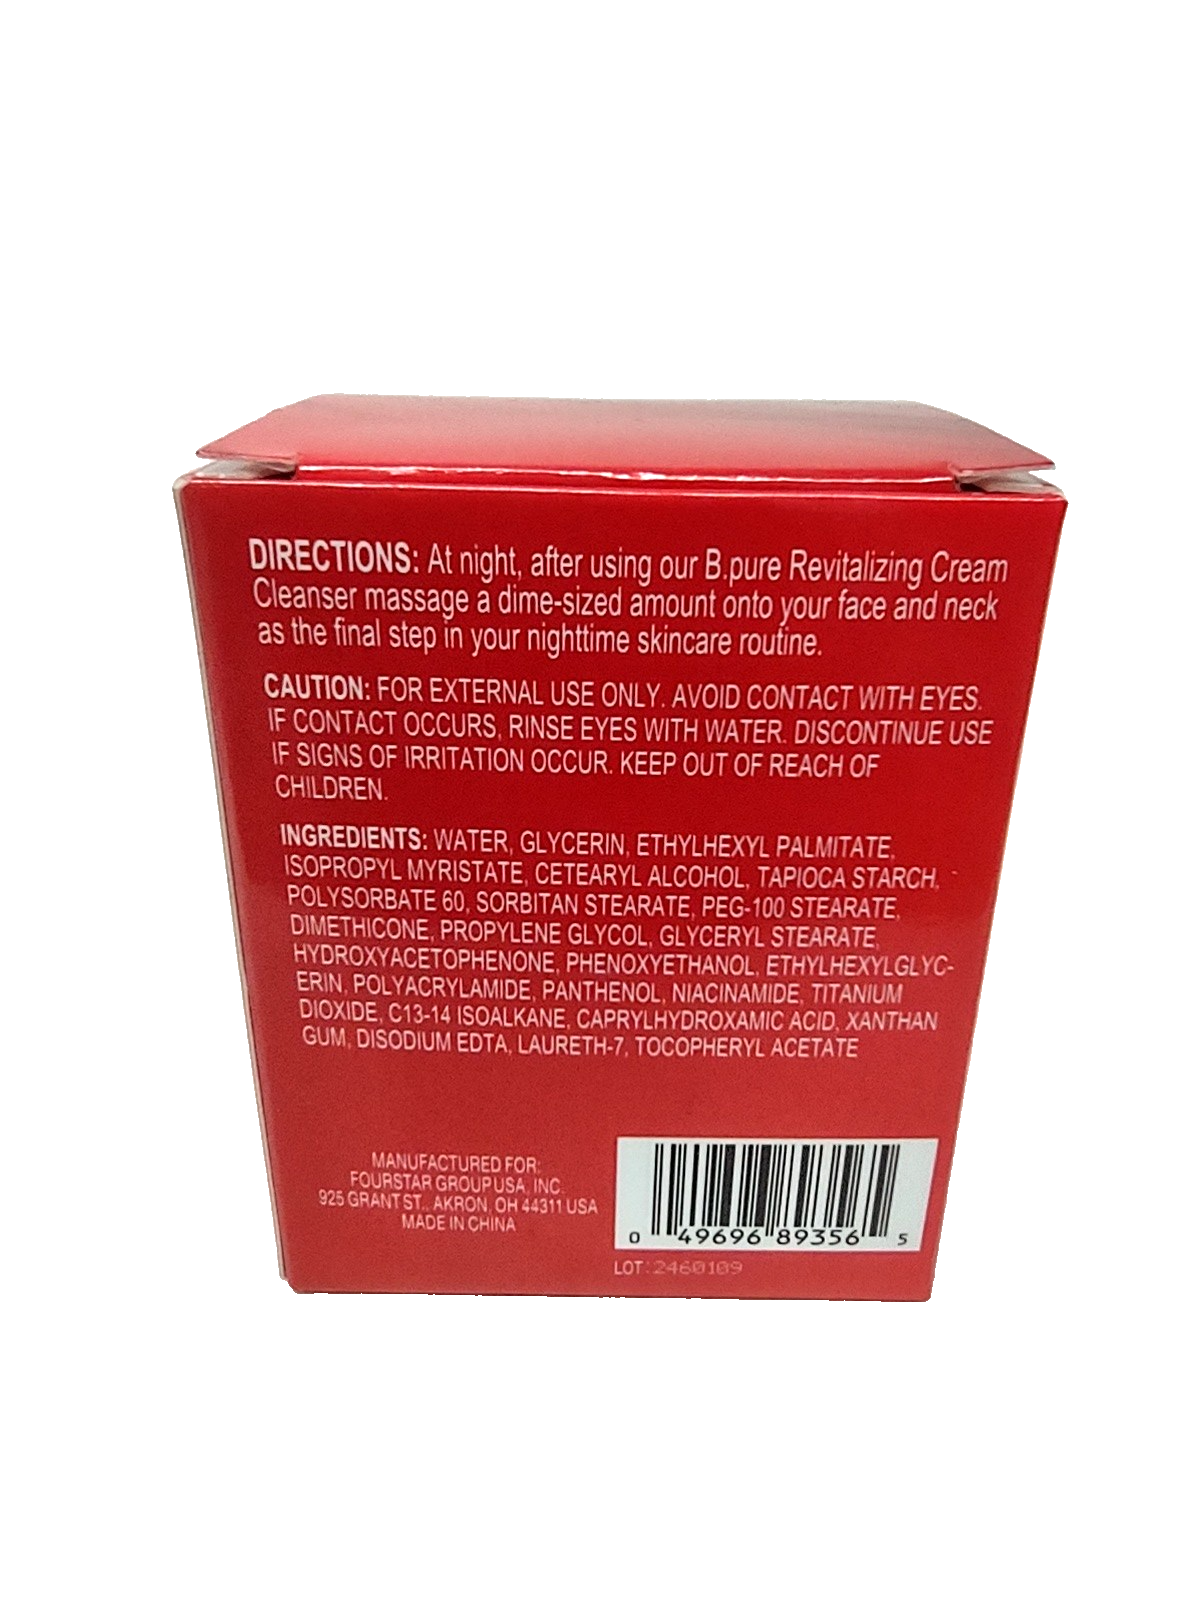 DIRECTIONS: At night, after using our B.pure Revitalizing Cream
Cleanser massage a dime-sized amount onto your face and neck
as the final step in your nighttime skincare routine.
CAUTION: FOR EXTERNAL USE ONLY. AVOID CONTACT WITH EYES.
IF CONTACT OCCURS, RINSE EYES WITH WATER. DISCONTINUE USE
IF SIGNS OF IRRITATION OCCUR. KEEP OUT OF REACH OF
CHILDREN.
INGREDIENTS: WATER, GLYCERIN, ETHYLHEXYL PALMITATE,
ISOPROPYL MYRISTATE, CETEARYL ALCOHOL, TAPIOCA STARCH,
POLYSORBATE 60, SORBITAN STEARATE, PEG-100 STEARATE,
DIMETHICONE, PROPYLENE GLYCOL, GLYCERYL STEARATE,
HYDROXYACETOPHENONE, PHENOXYETHANOL, ETHYLHEXYLGLYC-
ERIN, POLYACRYLAMIDE, PANTHENOL, NIACINAMIDE, TITANIUM
DIOXIDE, C13-14 ISOALKANE, CAPRYLHYDROXAMIC ACID, XANTHAN
GUM, DISODIUM EDTA, LAURETH-7, TOCOPHERYL ACETATE
MANUFACTURED FOR:
FOURSTAR GROUP USA, INC.
925 GRANT ST., AKRON, OH 44311 USA
MADE IN CHINA
0 49696 89356 5
LOT: 2460109